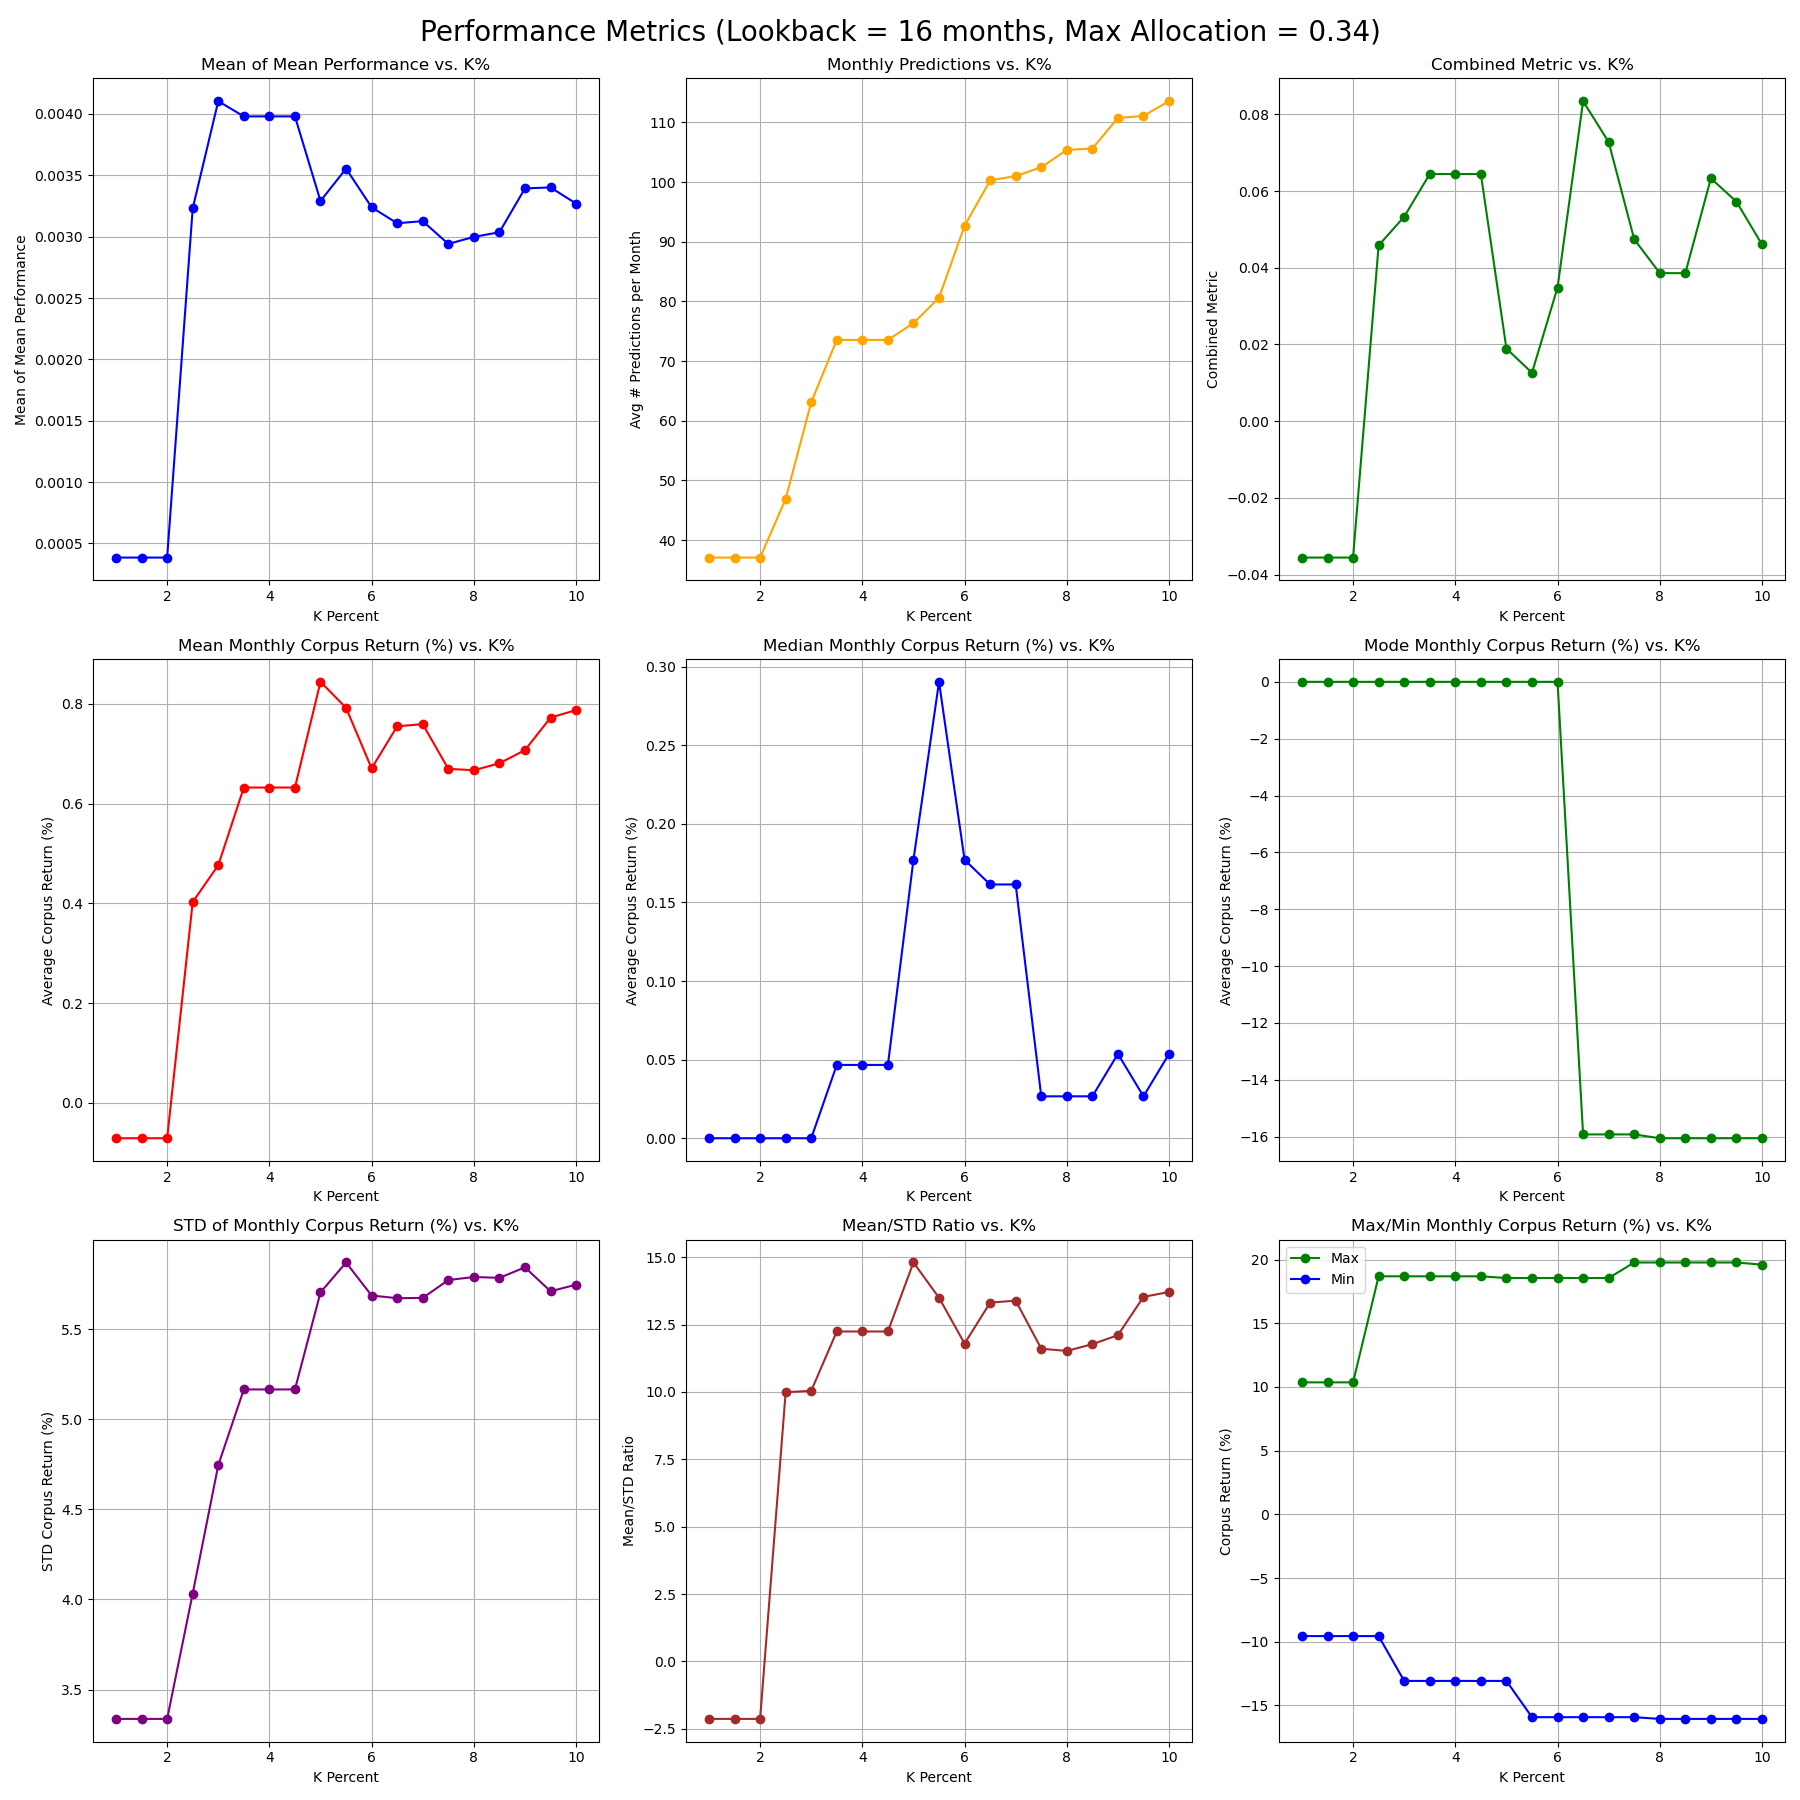 Performance Metrics (Lookback = 16 months, Max Allocation = 0.34)
Mean of Mean Performance vs. K%
Mean of Mean Performance
0.0040
0.0035
0.0030
0.0025
0.0020
0.0015
0.0010
0.0005
2 4 6 8 10
K Percent
Monthly Predictions vs. K%
Avg # Predictions per Month
110
100
90
80
70
60
50
40
2 4 6 8 10
K Percent
Combined Metric vs. K%
Combined Metric
0.08
0.06
0.04
0.02
0.00
−0.02
−0.04
2 4 6 8 10
K Percent
Mean Monthly Corpus Return (%) vs. K%
Average Corpus Return (%)
0.8
0.6
0.4
0.2
0.0
2 4 6 8 10
K Percent
Median Monthly Corpus Return (%) vs. K%
Average Corpus Return (%)
0.30
0.25
0.20
0.15
0.10
0.05
0.00
2 4 6 8 10
K Percent
Mode Monthly Corpus Return (%) vs. K%
Average Corpus Return (%)
0
−2
−4
−6
−8
−10
−12
−14
−16
2 4 6 8 10
K Percent
STD of Monthly Corpus Return (%) vs. K%
STD Corpus Return (%)
5.5
5.0
4.5
4.0
3.5
2 4 6 8 10
K Percent
Mean/STD Ratio vs. K%
Mean/STD Ratio
15.0
12.5
10.0
7.5
5.0
2.5
0.0
−2.5
2 4 6 8 10
K Percent
Max/Min Monthly Corpus Return (%) vs. K%
Max
Min
Corpus Return (%)
20
15
10
5
0
−5
−10
−15
2 4 6 8 10
K Percent